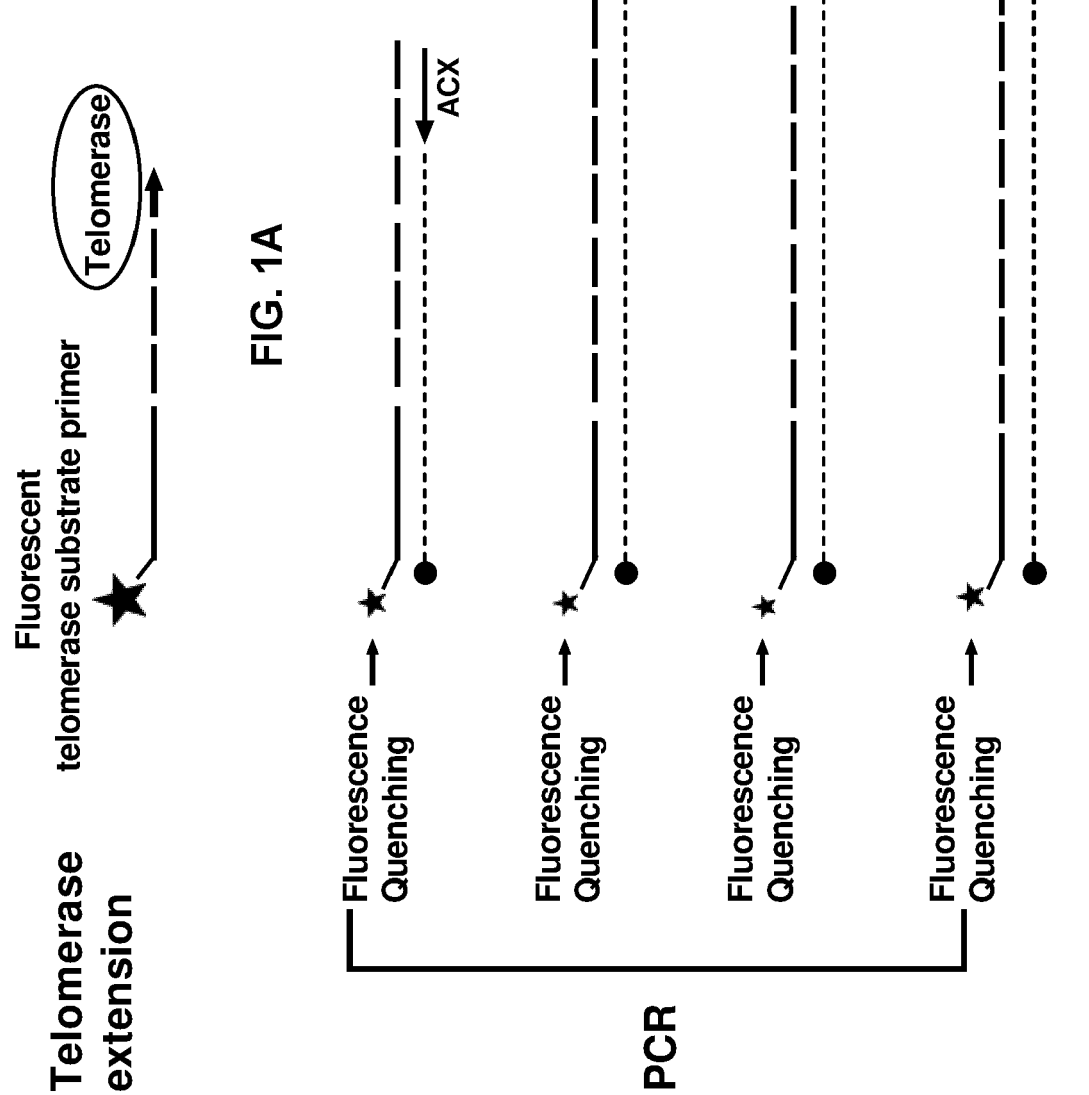 Telomerase
extension
Fluorescent
telomerase substrate primer
Telomerase
FIG. 1A
PCR
Fluorescence
Quenching
ACX
Fluorescence
Quenching
Fluorescence
Quenching
Fluorescence
Quenching